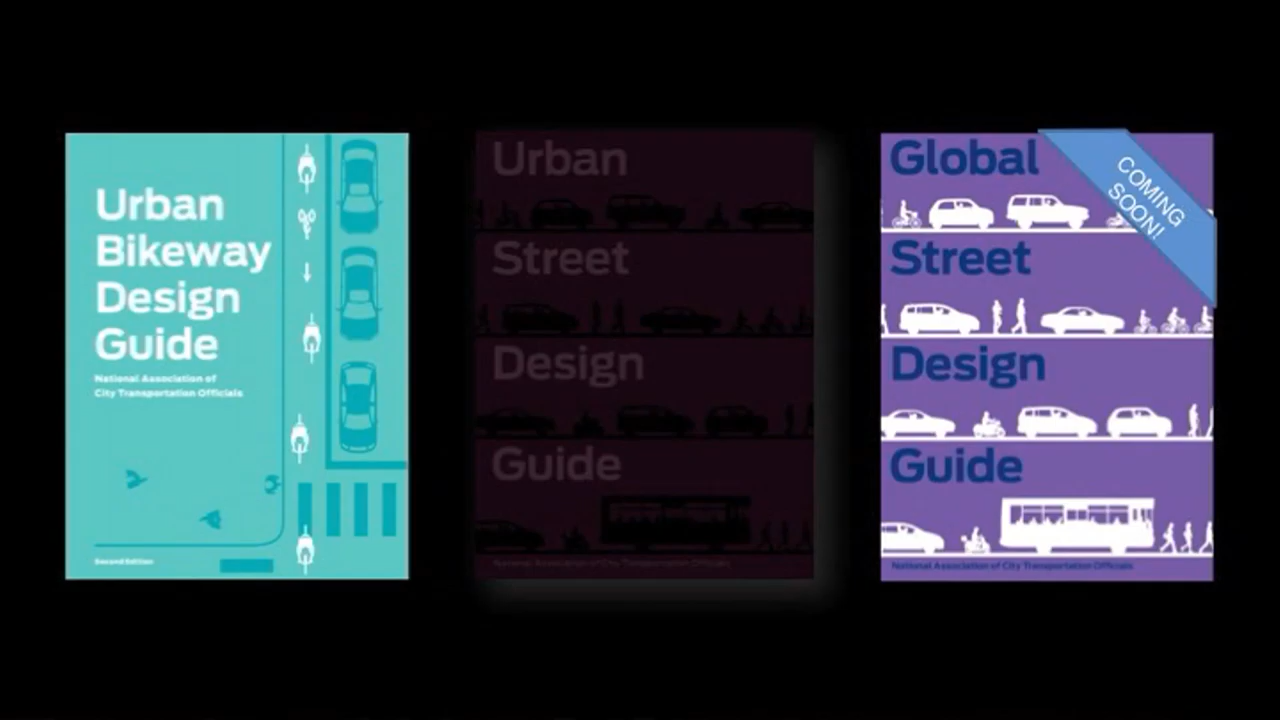 Urban
Bikeway
Design
Guide
National Association of
City Transportation Officials
Second Edition
Urban
Street
Design
Guide
National Association of City Transportation Officials
Global
Street
Design
Guide
National Association of City Transportation Officials
COMING
SOON!